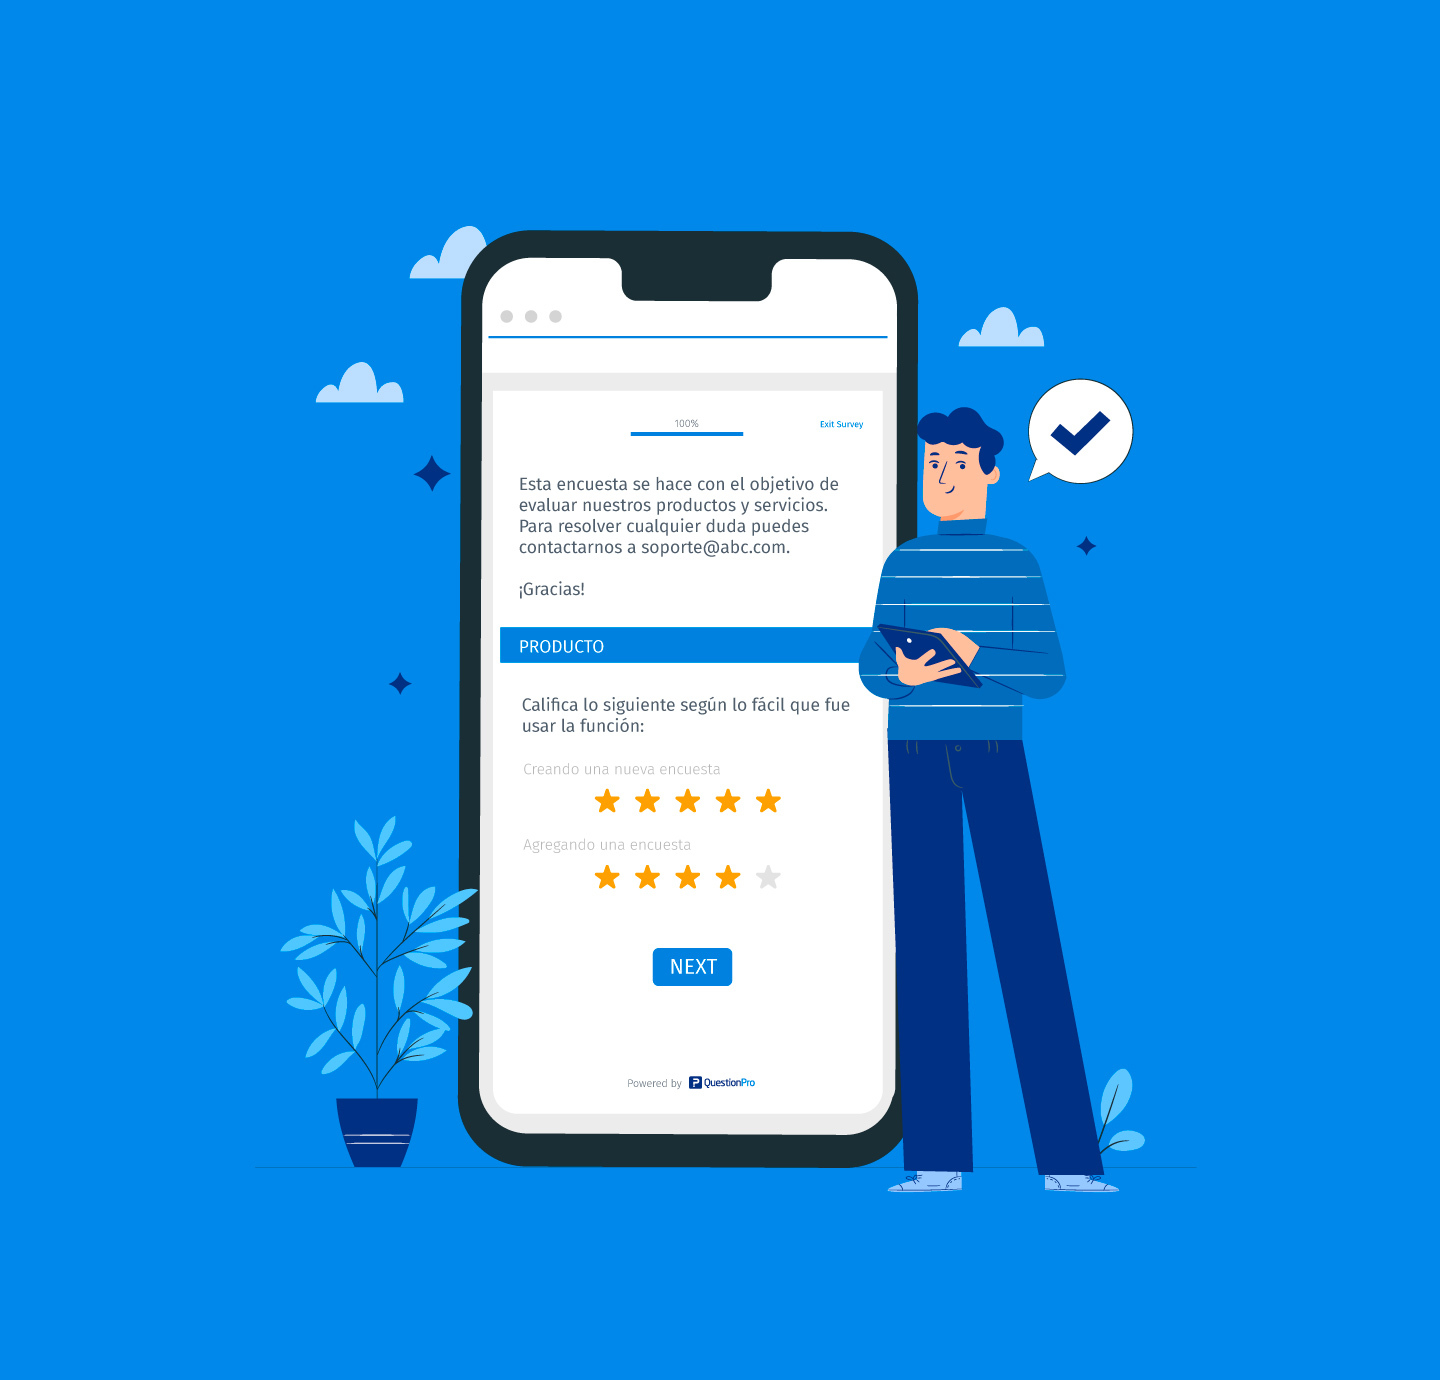 100%
Exit Survey
Esta encuesta se hace con el objetivo de
evaluar nuestros productos y servicios.
Para resolver cualquier duda puedes
contactarnos a soporte@abc.com.
¡Gracias!
PRODUCTO
Califica lo siguiente según lo fácil que fue
usar la función:
Creando una nueva encuesta
Agregando una encuesta
NEXT
Powered by QuestionPro